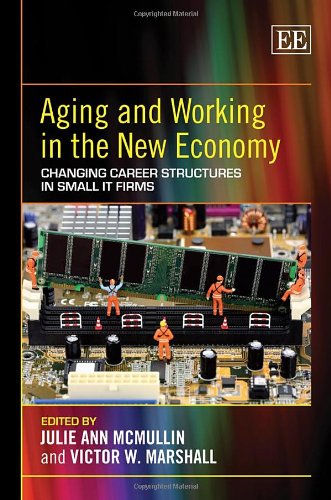 EE
Aging and Working
in the New Economy
CHANGING CAREER STRUCTURES
IN SMALL IT FIRMS
CE
EDITED BY
JULIE ANN MCMULLIN
and VICTOR W. MARSHALL